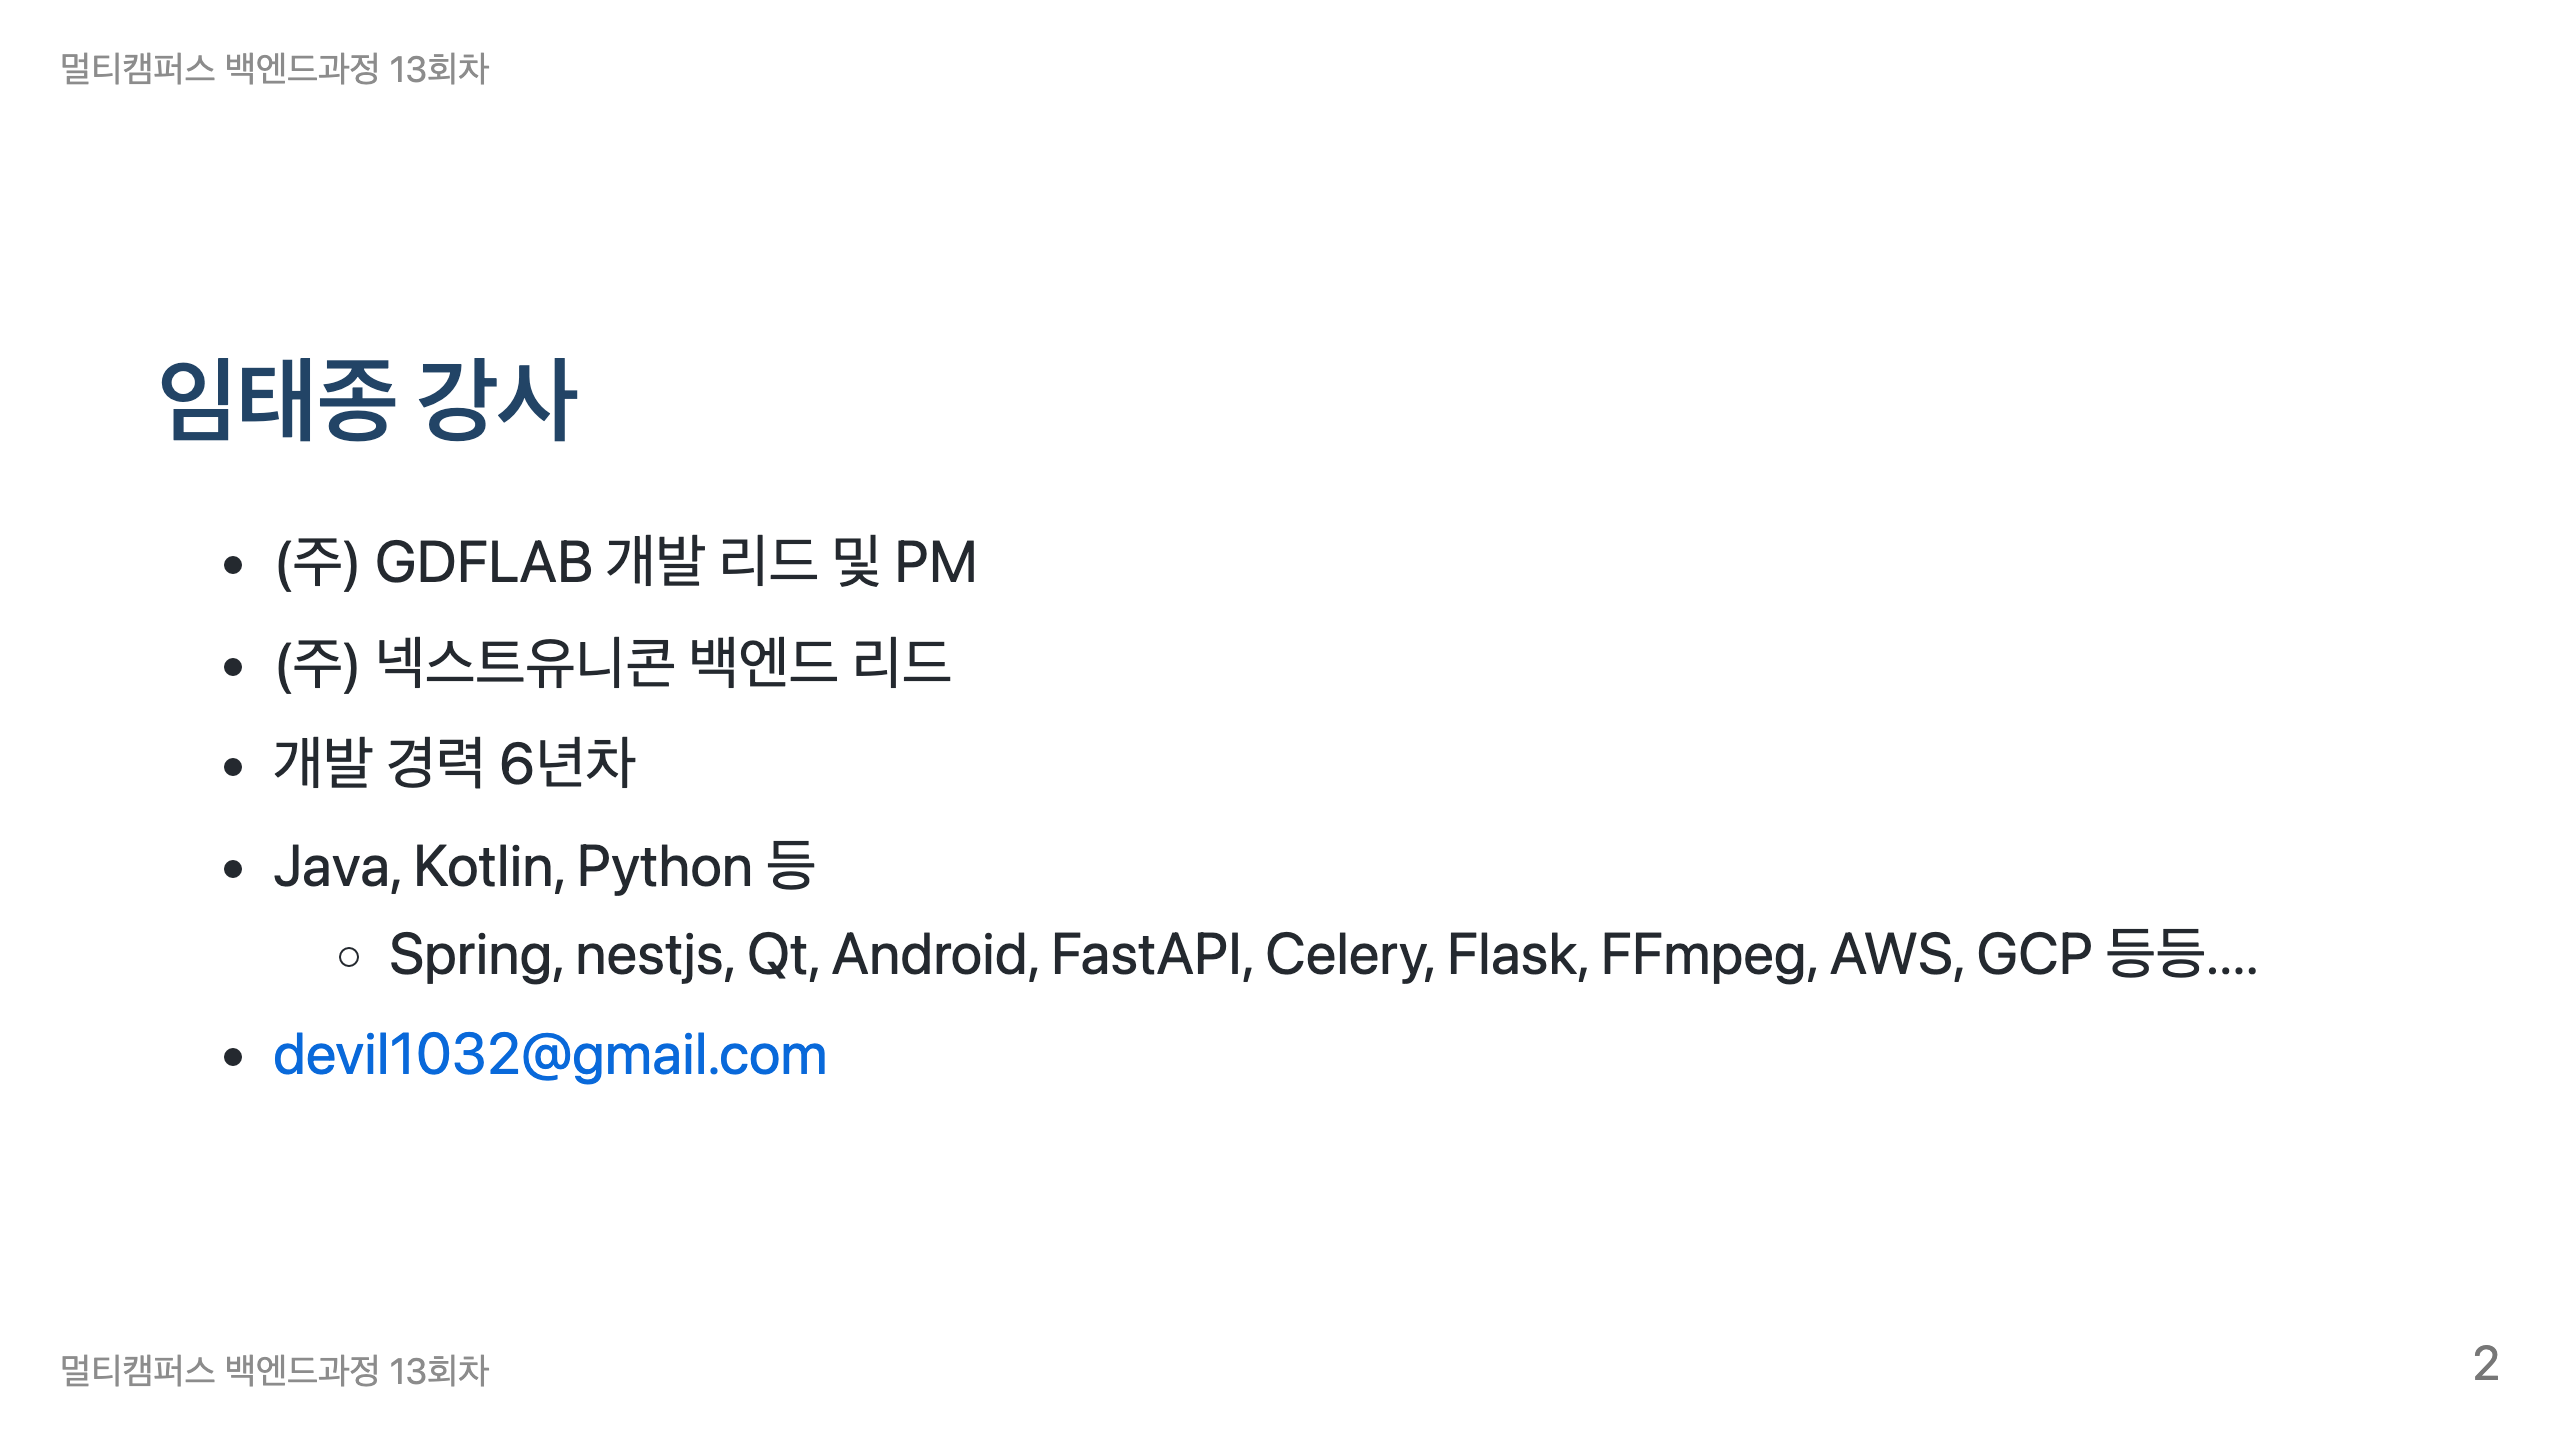 멀티캠퍼스 백엔드과정 13회차
임태종 강사
(주) GDFLAB 개발 리드 및 PM
(주) 넥스트유니콘 백엔드 리드
개발 경력 6년차
Java, Kotlin, Python 등
Spring, nestjs, Qt, Android, FastAPI, Celery, Flask, FFmpeg, AWS, GCP 등등....
devil1032@gmail.com
멀티캠퍼스 백엔드과정 13회차
2